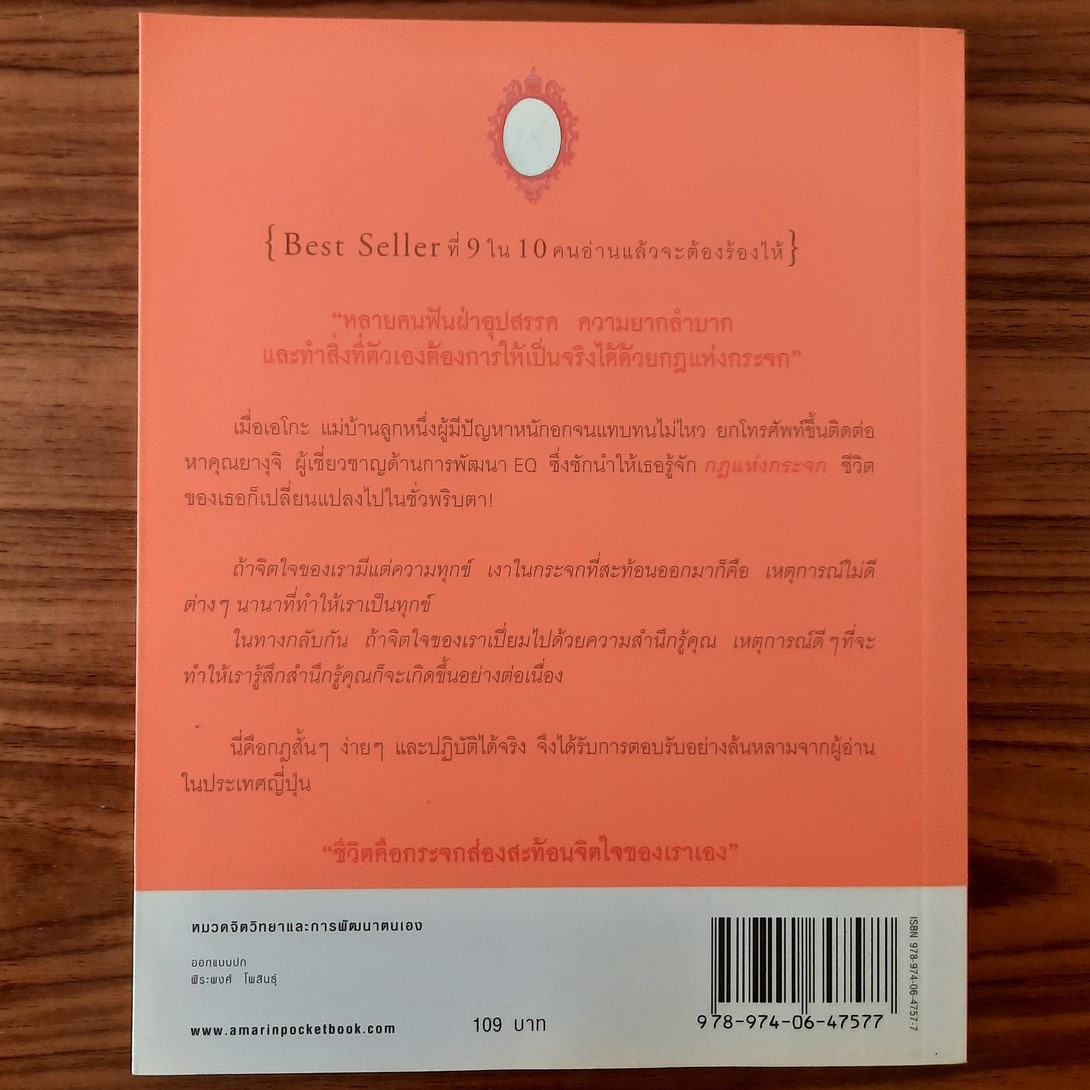 {Best Seller ที่ 9 ใน 10 คนอ่านแล้วจะต้องร้องไห้}
“หลายคนฟันฝ่าอุปสรรค ความยากลำบาก
และทำสิ่งที่ตัวเองต้องการให้เป็นจริงได้ด้วยกฎแห่งกระจก”
เมื่อเอโกะ แม่บ้านลูกหนึ่งผู้มีปัญหาหนักอกจนแทบทนไม่ไหว ยกโทรศัพท์ขึ้นติดต่อ
หาคุณยางุจิ ผู้เชี่ยวชาญด้านการพัฒนา EQ ซึ่งชักนำให้เธอรู้จัก กฎแห่งกระจก ชีวิต
ของเธอก็เปลี่ยนแปลงไปในชั่วพริบตา!
ถ้าจิตใจของเรามีแต่ความทุกข์ เงาในกระจกที่สะท้อนออกมาก็คือ เหตุการณ์ไม่ดี
ต่างๆ นานาที่ทำให้เราเป็นทุกข์
ในทางกลับกัน ถ้าจิตใจของเราเปี่ยมไปด้วยความสำนึกรู้คุณ เหตุการณ์ดีๆที่จะ
ทำให้เรารู้สึกสำนึกรู้คุณก็จะเกิดขึ้นอย่างต่อเนื่อง
นี่คือกฎสั้นๆ ง่ายๆ และปฏิบัติได้จริง จึงได้รับการตอบรับอย่างล้นหลามจากผู้อ่าน
ในประเทศญี่ปุ่น
“ชีวิตคือกระจกส่องสะท้อนจิตใจของเราเอง”
หมวดจิตวิทยาและการพัฒนาตนเอง
ออกแบบปก
พีระพงศ์ โพสินธุ์
www.amarinpocketbook.com 109 บาท
978-974-06-47577
ISBN 978-974-06-4757-7